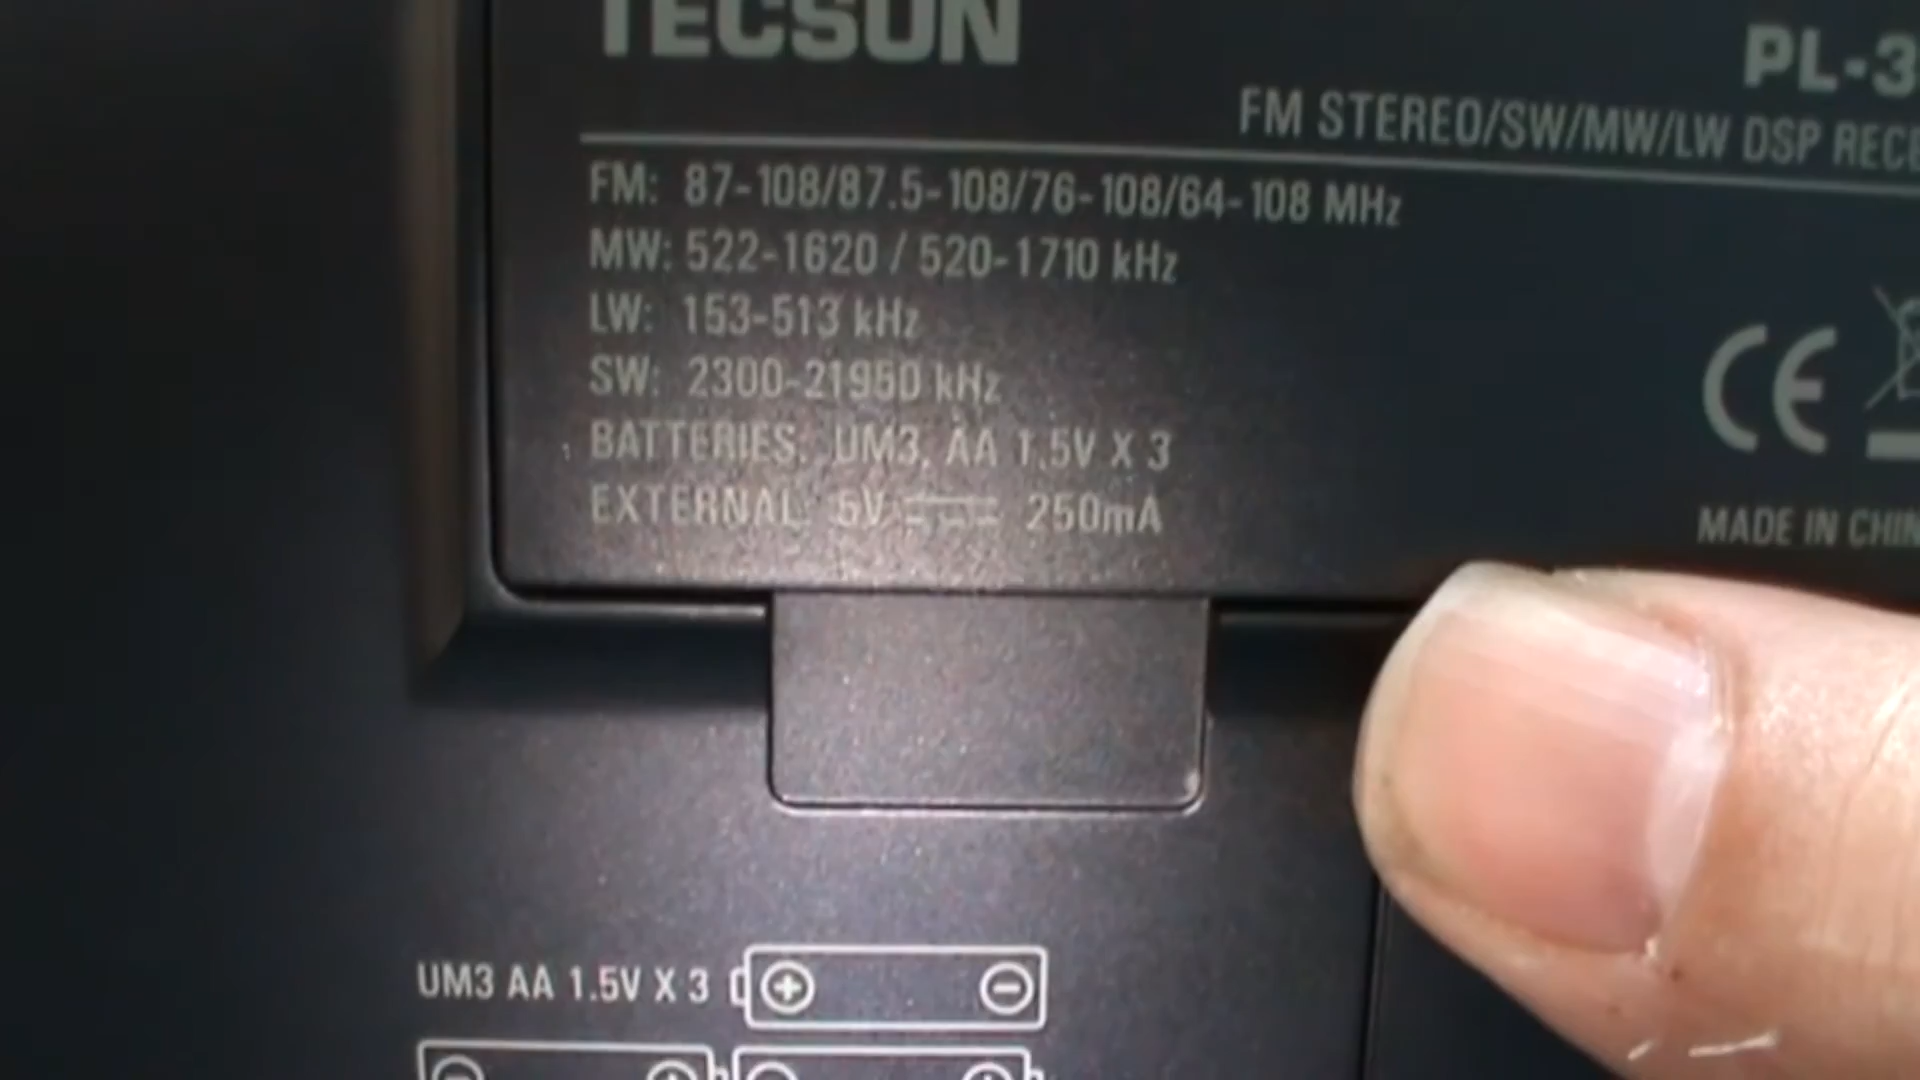 TECSUN
PL-3
FM STEREO/SW/MW/LW DSP RECE
FM: 87-108/87.5-108/76-108/64-108 MHz
MW: 522-1620 / 520-1710 kHz
LW: 153-513 kHz
SW: 2300-21950 kHz
BATTERIES: UM3, AA 1.5V X 3
EXTERNAL: 5V 250mA
CE
MADE IN CHIN
UM3 AA 1.5V X 3